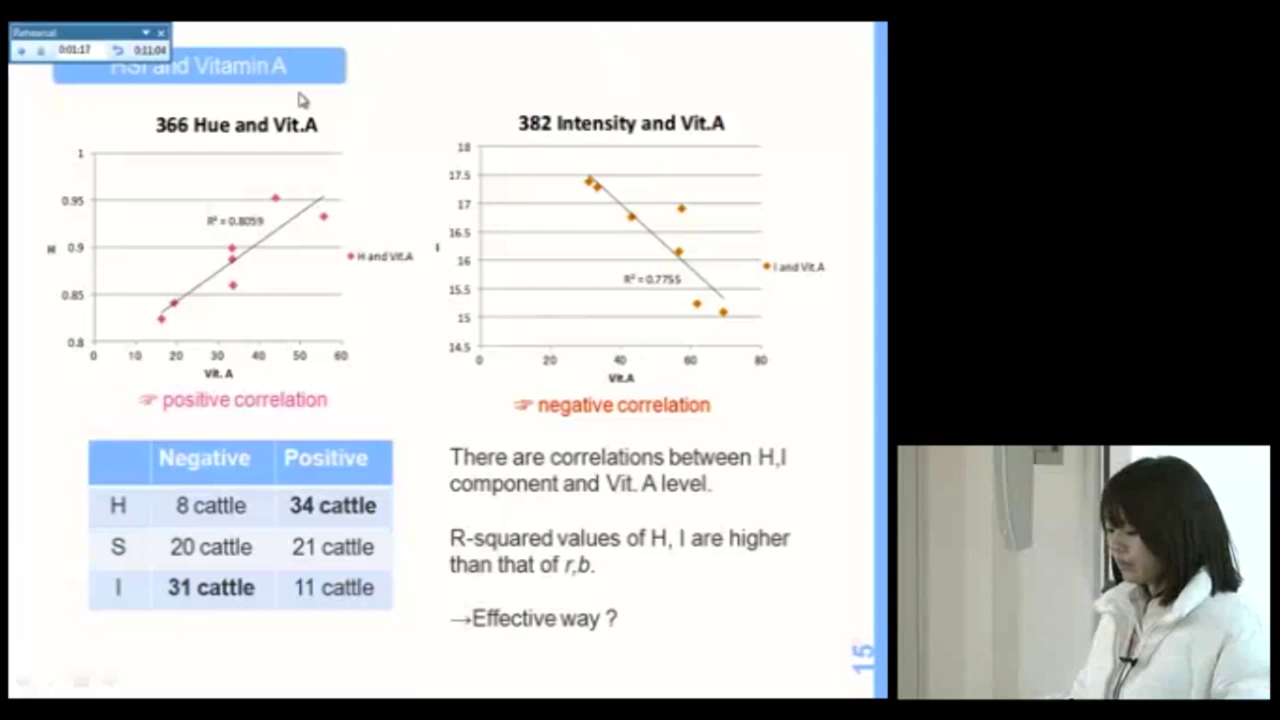 Rehearsal
0:01:17 0:11:04
HSI and Vitamin A
366 Hue and Vit.A
1
0.95
0.9
0.85
0.8
H
R² = 0.8059
H and Vit.A
0 10 20 30 40 50 60
Vit. A
☞ positive correlation
382 Intensity and Vit.A
18
17.5
17
16.5
16
15.5
15
14.5
I
R² = 0.7755
I and Vit.A
0 20 40 60 80
Vit.A
☞ negative correlation
Negative Positive
H 8 cattle 34 cattle
S 20 cattle 21 cattle
I 31 cattle 11 cattle
There are correlations between H,I
component and Vit. A level.
R-squared values of H, I are higher
than that of r,b.
→Effective way ?
15